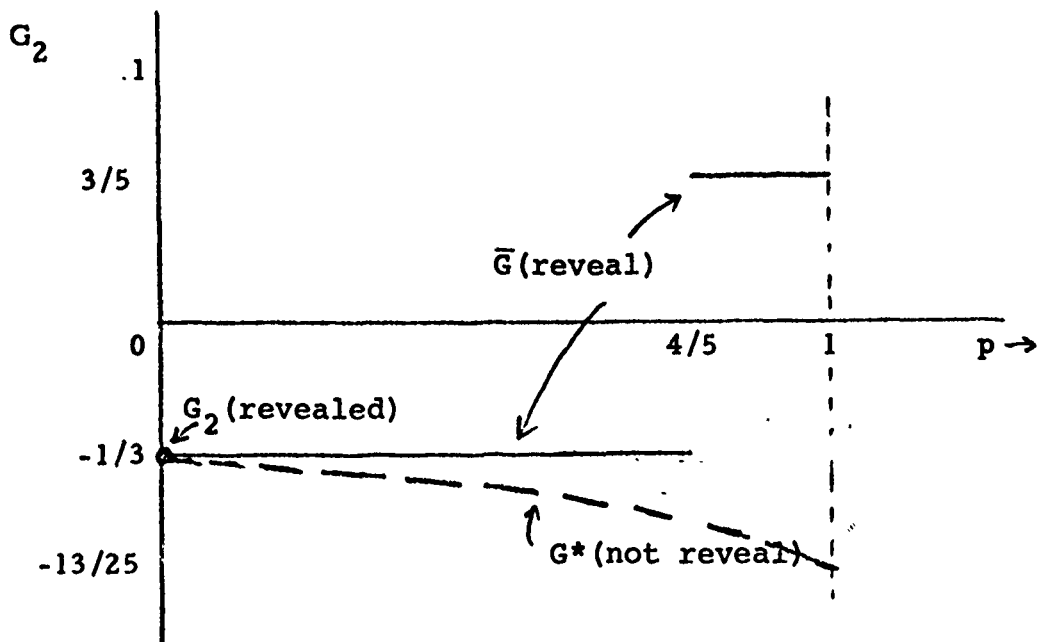 G₂
.1
3/5
G̅(reveal)
0
4/5
1
p →
G₂(revealed)
-1/3
G*(not reveal)
-13/25